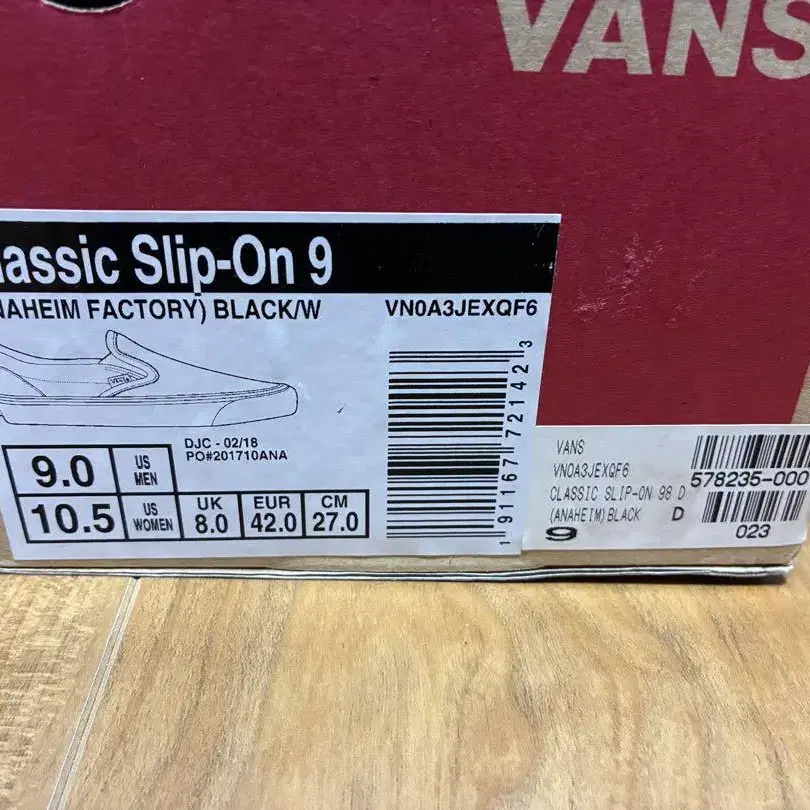 VANS
lassic Slip-On 9
NAHEIM FACTORY) BLACK/W VN0A3JEXQF6
VANS
DJC - 02/18
PO#201710ANA
9.0 US MEN
10.5 US WOMEN UK 8.0 EUR 42.0 CM 27.0
1 91167 72142 3
VANS
VN0A3JEXQF6
578235-000
CLASSIC SLIP-ON 98 D
(ANAHEIM)BLACK D
9 023